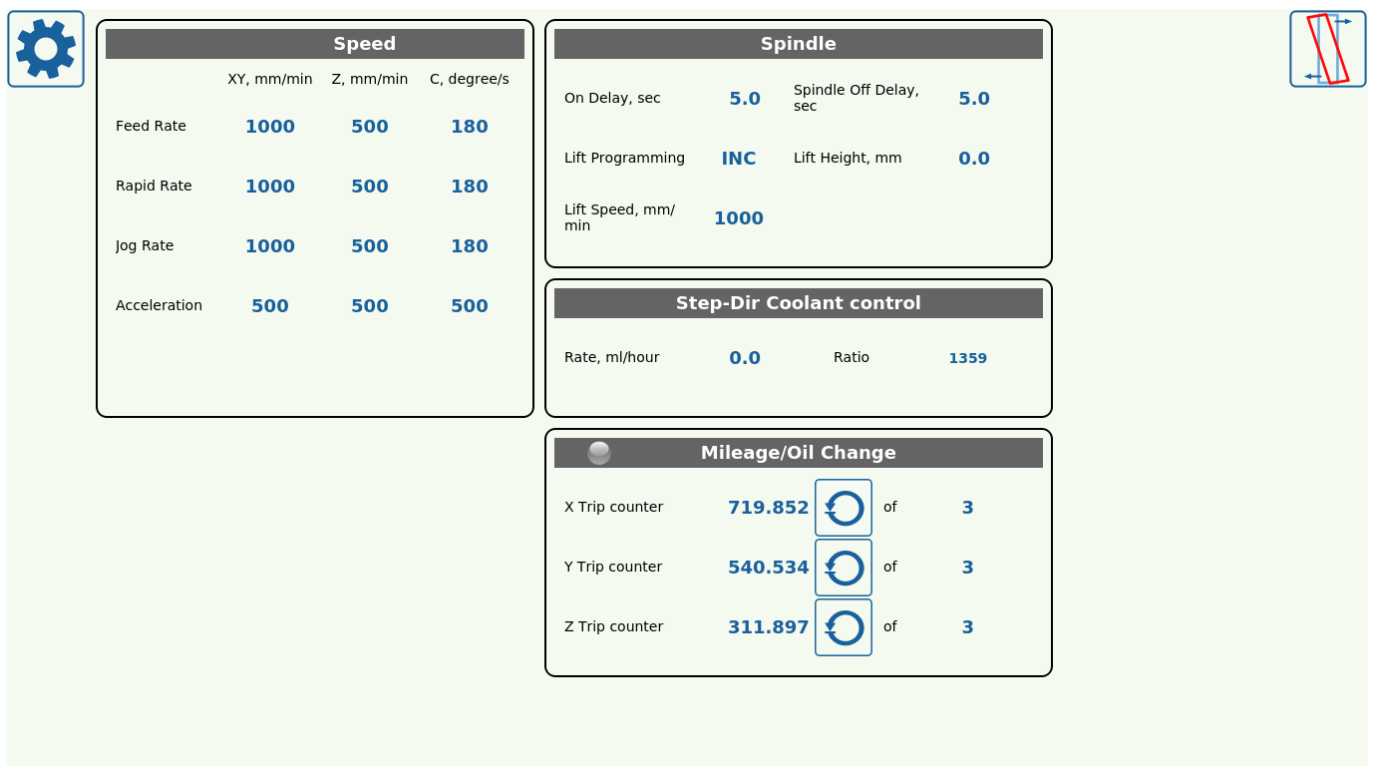 Speed
XY, mm/min Z, mm/min C, degree/s
Feed Rate 1000 500 180
Rapid Rate 1000 500 180
Jog Rate 1000 500 180
Acceleration 500 500 500
Spindle
On Delay, sec 5.0
Spindle Off Delay,
sec 5.0
Lift Programming INC Lift Height, mm 0.0
Lift Speed, mm/
min 1000
Step-Dir Coolant control
Rate, ml/hour 0.0 Ratio 1359
Mileage/Oil Change
X Trip counter 719.852 of 3
Y Trip counter 540.534 of 3
Z Trip counter 311.897 of 3